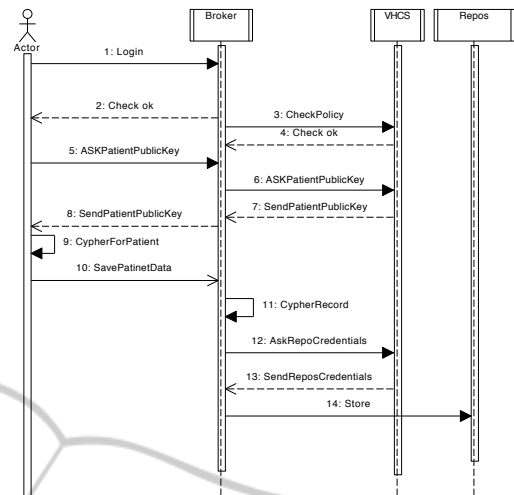 Broker
VHCS
Repos
Actor
1: Login
2: Check ok
3: CheckPolicy
4: Check ok
5: ASKPatientPublicKey
6: ASKPatientPublicKey
7: SendPatientPublicKey
8: SendPatientPublicKey
9: CypherForPatient
10: SavePatinetData
11: CypherRecord
12: AskRepoCredentials
13: SendReposCredentials
14: Store